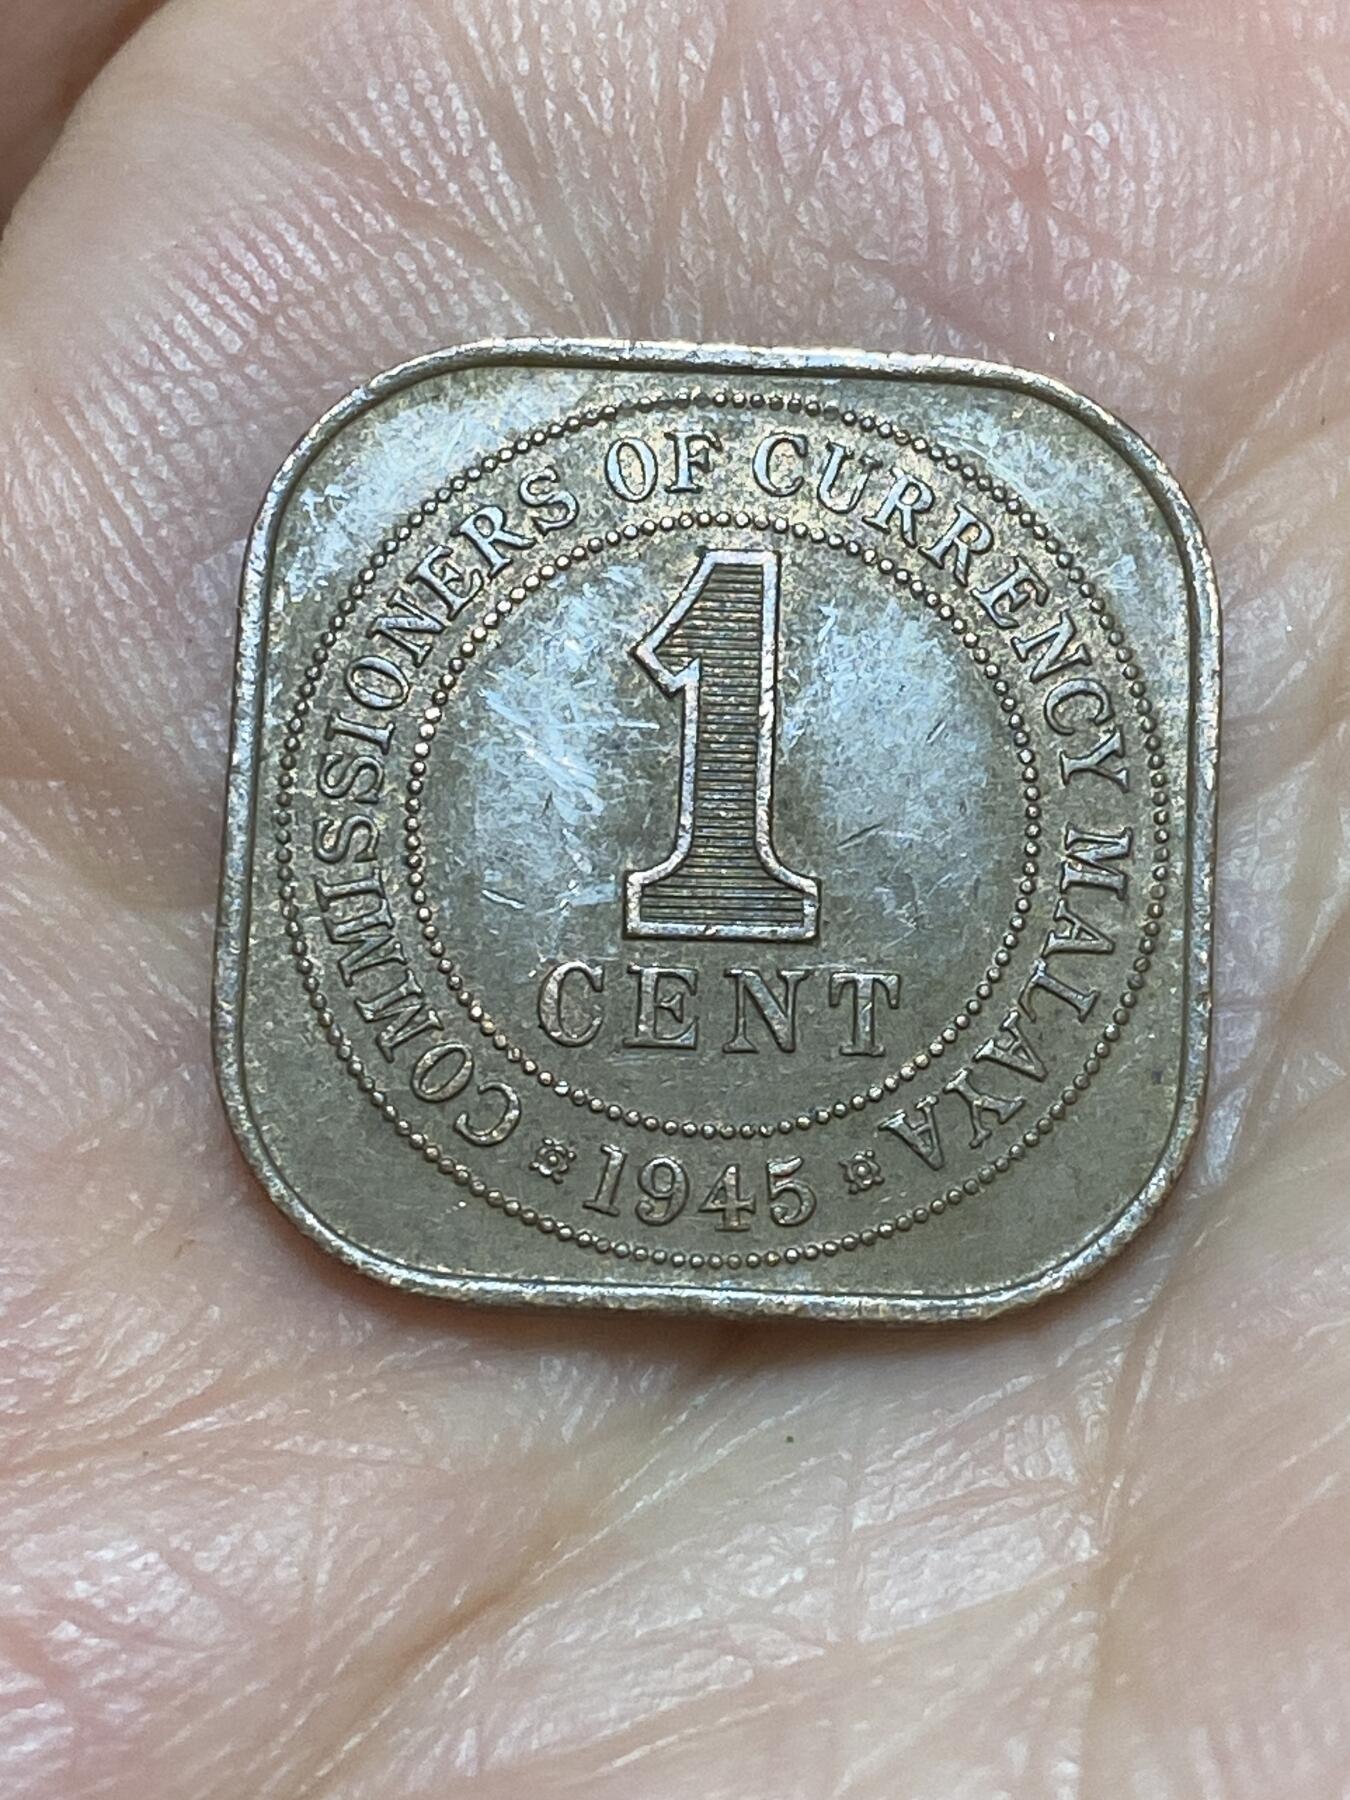 COMMISSIONERS OF CURRENCY MALAYA
1
CENT
1945